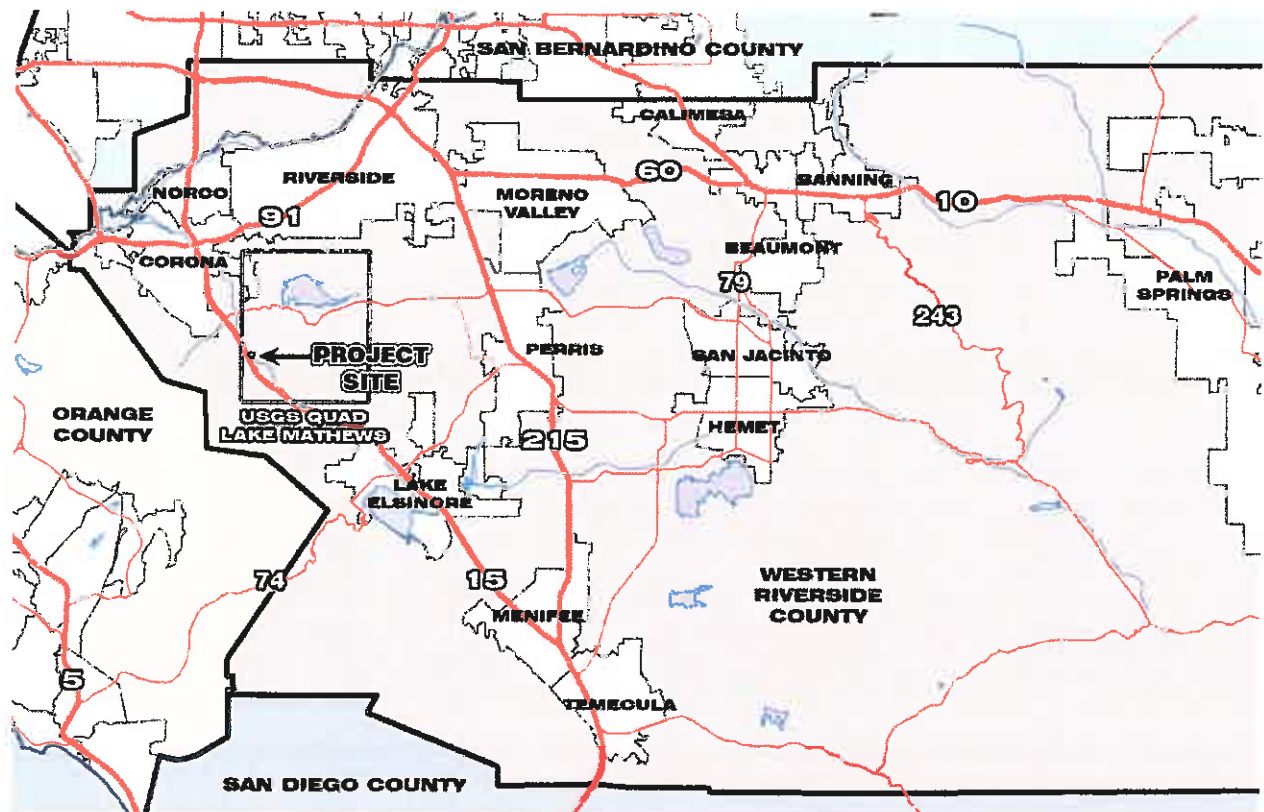 SAN BERNARDINO COUNTY
CALIMESA
NORCO
RIVERSIDE
MORENO
VALLEY
60
BANNING
10
91
CORONA
BEAUMONT
79
PALM
SPRINGS
243
PROJECT
SITE
PERRIS
SAN JACINTO
ORANGE
COUNTY
USGS QUAD
LAKE MATHEWS
215
HEMET
LAKE
ELSINORE
74
15
MENIFEE
WESTERN
RIVERSIDE
COUNTY
5
TEMECULA
SAN DIEGO COUNTY